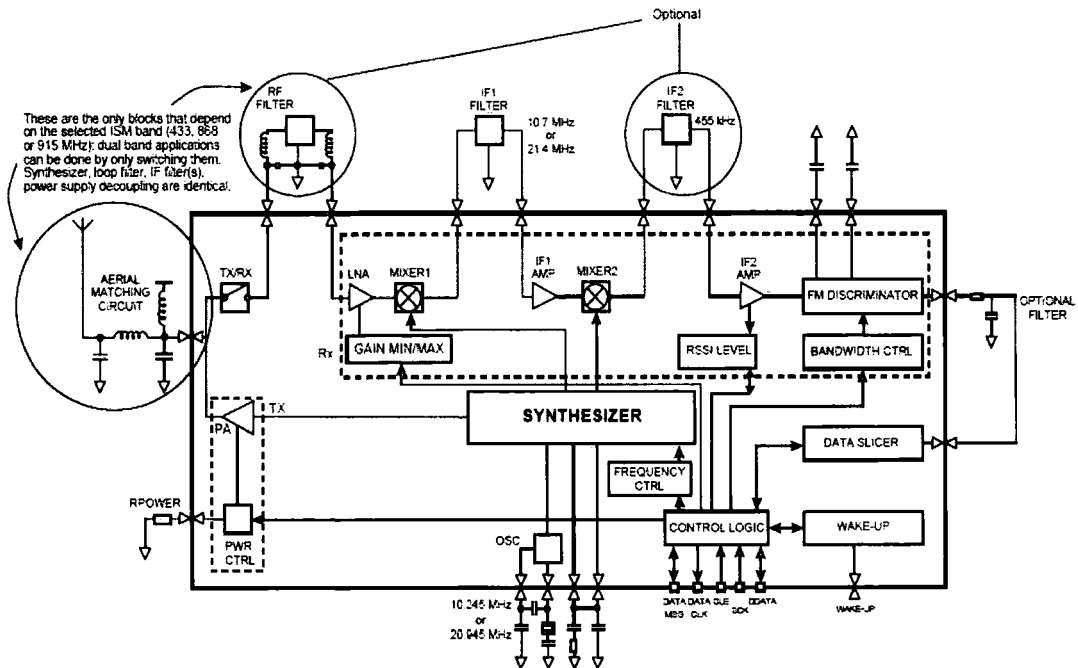 Optional
RF
FILTER
IF1
FILTER
10.7 MHz
or
21.4 MHz
IF2
FILTER
455 kHz
These are the only blocks that depend
on the selected ISM band (433, 868
or 915 MHz): dual band applications
can be done by only switching them.
Synthesizer, loop filter, IF filter(s),
power supply decoupling are identical.
AERIAL
MATCHING
CIRCUIT
TX/RX
LNA
MIXER1
IF1
AMP
MIXER2
IF2
AMP
FM DISCRIMINATOR
OPTIONAL
FILTER
Rx
GAIN MIN/MAX
RSSI LEVEL
BANDWIDTH CTRL
PA
TX
SYNTHESIZER
DATA SLICER
FREQUENCY
CTRL
RPOWER
PWR
CTRL
OSC
CONTROL LOGIC
WAKE-UP
10.245 MHz
or
20.945 MHz
DATA
MSG
DATA
CLK
CLE
SCK
DDATA
WAKE-UP